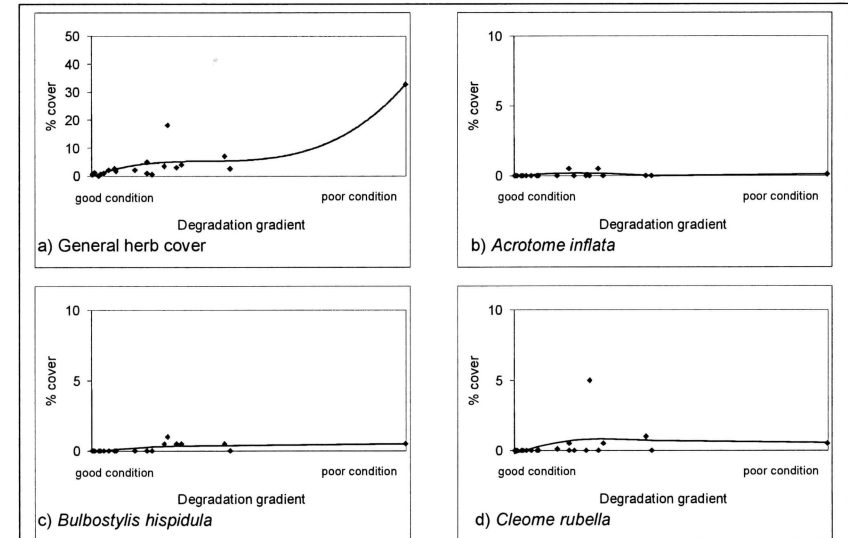 50
40
30
20
10
0
% cover
good condition poor condition
Degradation gradient
a) General herb cover
10
5
0
% cover
good condition poor condition
Degradation gradient
b) Acrotome inflata
10
5
0
% cover
good condition poor condition
Degradation gradient
c) Bulbostylis hispidula
10
5
0
% cover
good condition poor condition
Degradation gradient
d) Cleome rubella